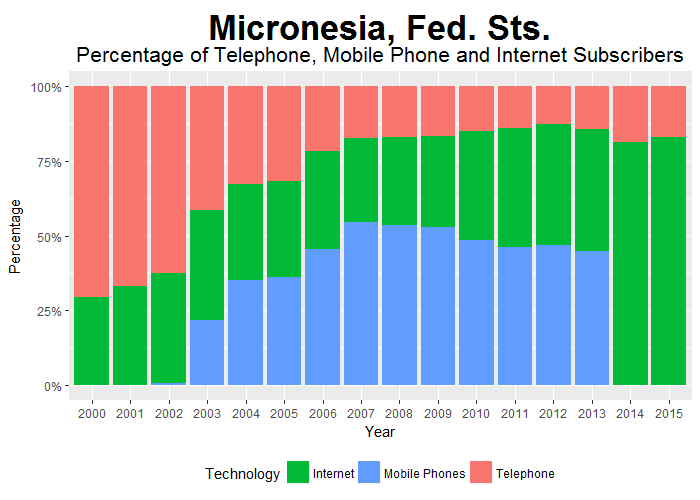 Micronesia, Fed. Sts.
Percentage of Telephone, Mobile Phone and Internet Subscribers
100%
75%
50%
25%
0%
Percentage
2000 2001 2002 2003 2004 2005 2006 2007 2008 2009 2010 2011 2012 2013 2014 2015
Year
Technology Internet Mobile Phones Telephone